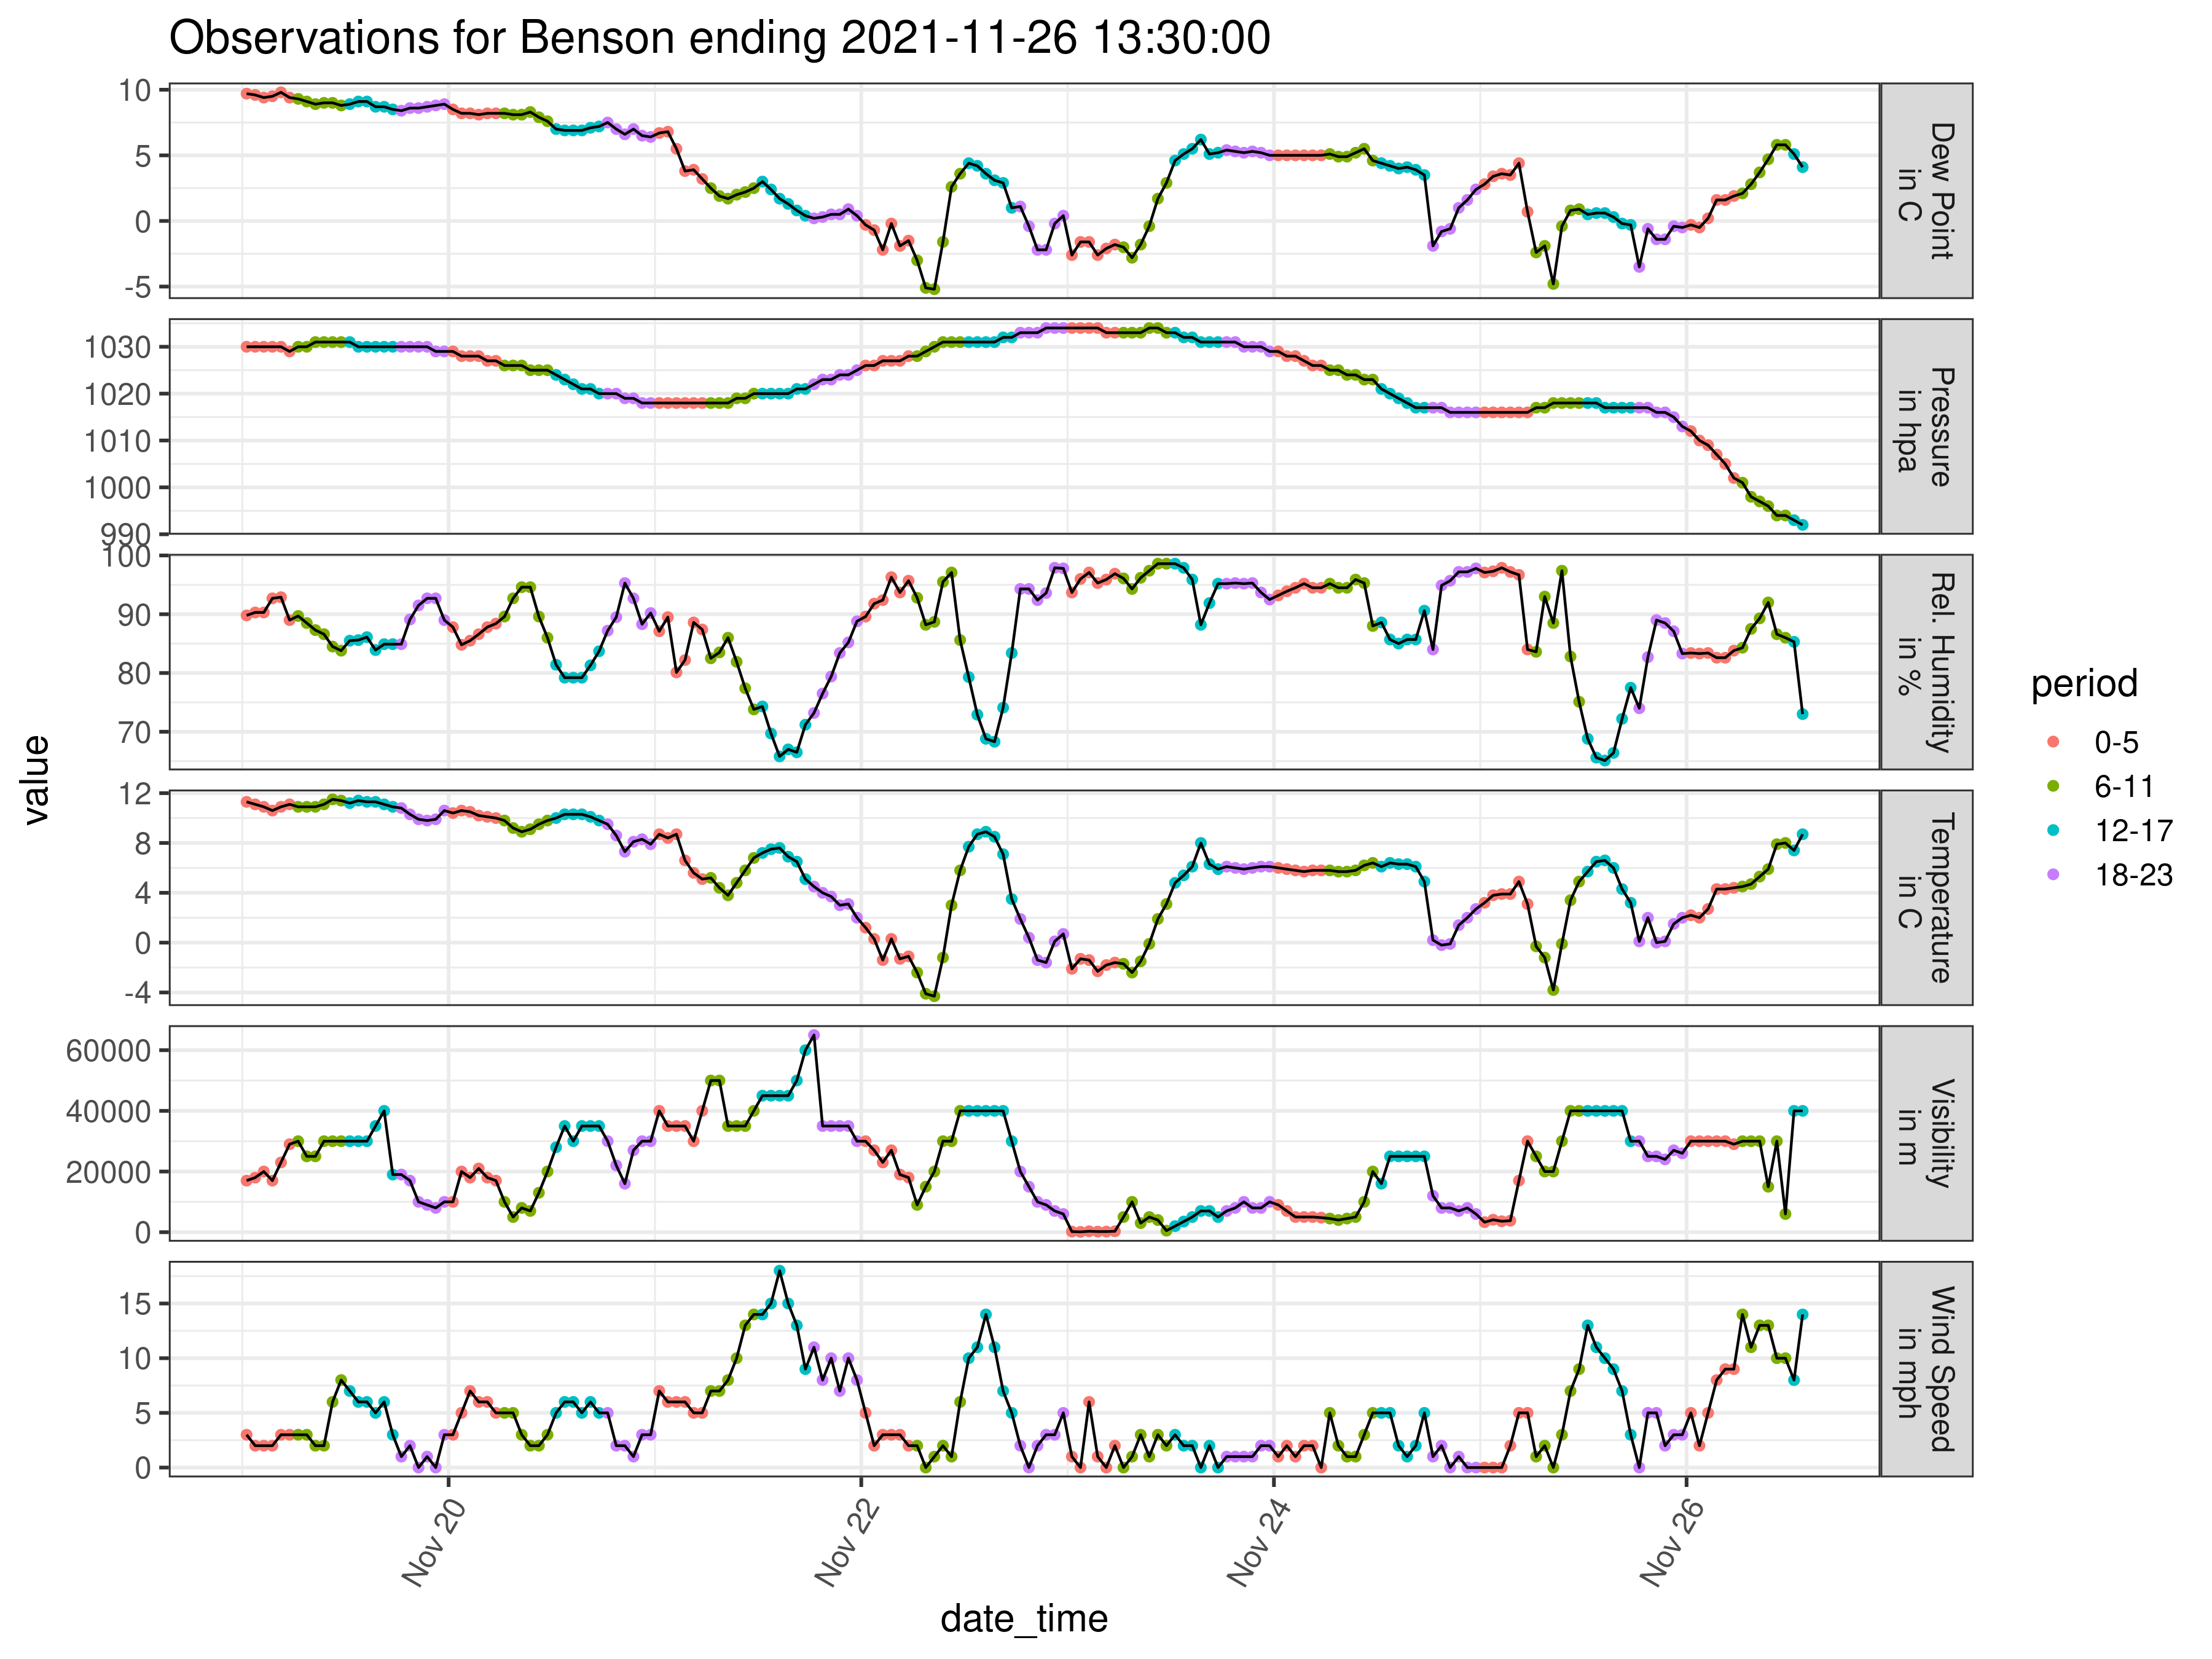 Observations for Benson ending 2021-11-26 13:30:00
value
10
5
0
-5
Dew Point
in C
1030
1020
1010
1000
990
Pressure
in hpa
100
90
80
70
Rel. Humidity
in %
12
8
4
0
-4
Temperature
in C
60000
40000
20000
0
Visibility
in m
15
10
5
0
Wind Speed
in mph
Nov 20
Nov 22
Nov 24
Nov 26
date_time
period
0-5
6-11
12-17
18-23